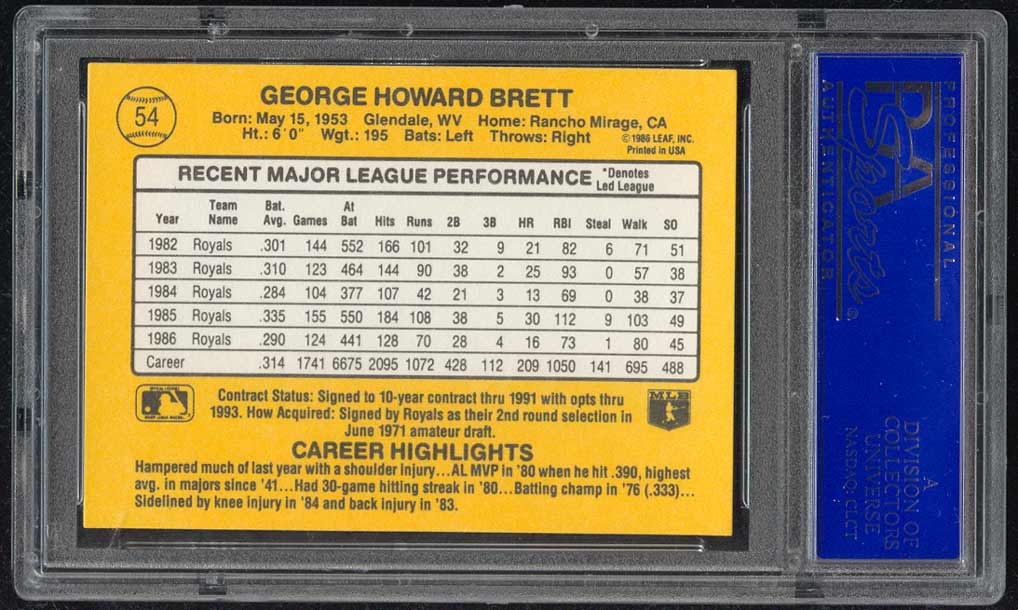 54
GEORGE HOWARD BRETT
Born: May 15, 1953 Glendale, WV Home: Rancho Mirage, CA
Ht.: 6´0" Wgt.: 195 Bats: Left Throws: Right
© 1986 LEAF, INC.
Printed in USA
RECENT MAJOR LEAGUE PERFORMANCE *Denotes
Led League
Year Team Name Bat. Avg. Games At Bat Hits Runs 2B 3B HR RBI Steal Walk SO
1982 Royals .301 144 552 166 101 32 9 21 82 6 71 51
1983 Royals .310 123 464 144 90 38 2 25 93 0 57 38
1984 Royals .284 104 377 107 42 21 3 13 69 0 38 37
1985 Royals .335 155 550 184 108 38 5 30 112 9 103 49
1986 Royals .290 124 441 128 70 28 4 16 73 1 80 45
Career .314 1741 6675 2095 1072 428 112 209 1050 141 695 488
Contract Status: Signed to 10-year contract thru 1991 with opts thru
1993. How Acquired: Signed by Royals as their 2nd round selection in
June 1971 amateur draft.
MLB
CAREER HIGHLIGHTS
Hampered much of last year with a shoulder injury...AL MVP in '80 when he hit .390, highest
avg. in majors since '41...Had 30-game hitting streak in '80...Batting champ in '76 (.333)...
Sidelined by knee injury in '84 and back injury in '83.
PROFESSIONAL
PSA
Sports
AUTHENTICATOR
®
A
DIVISION OF
COLLECTORS
UNIVERSE
NASDAQ: CLCT